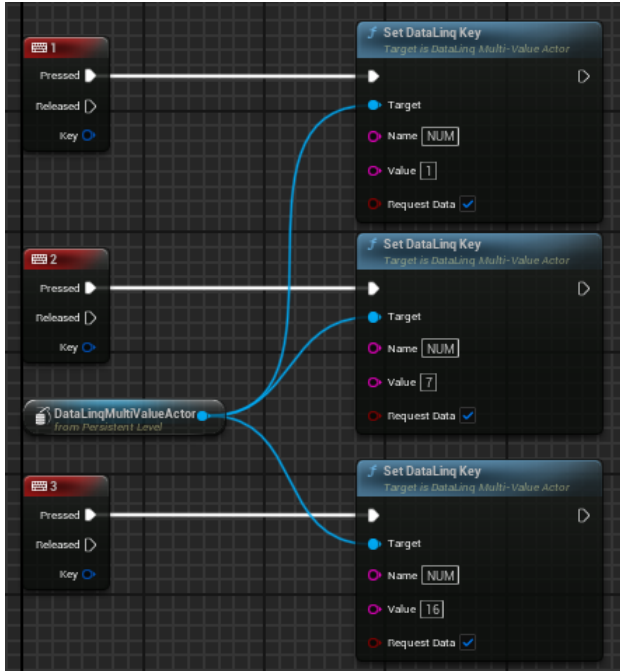 1
Pressed
Released
Key
Set DataLinq Key
Target is DataLinq Multi-Value Actor
Target
Name NUM
Value 1
Request Data
2
Pressed
Released
Key
Set DataLinq Key
Target is DataLinq Multi-Value Actor
Target
Name NUM
Value 7
Request Data
DataLinqMultiValueActor
from Persistent Level
3
Pressed
Released
Key
Set DataLinq Key
Target is DataLinq Multi-Value Actor
Target
Name NUM
Value 16
Request Data